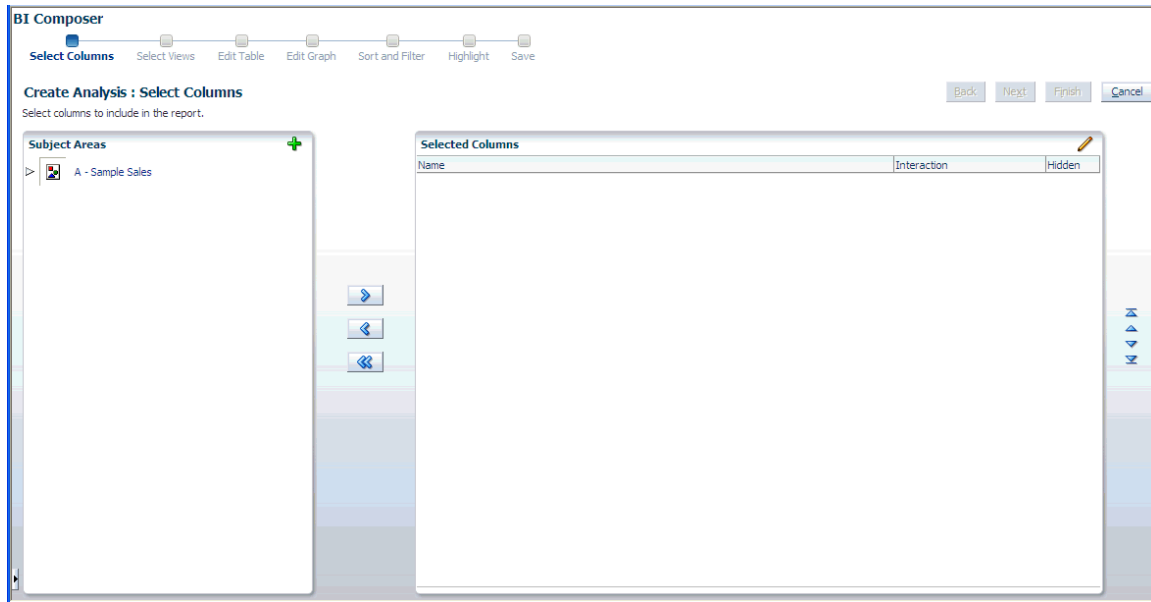 BI Composer
Select Columns Select Views Edit Table Edit Graph Sort and Filter Highlight Save
Create Analysis : Select Columns
Back Next Finish Cancel
Select columns to include in the report.
Subject Areas
A - Sample Sales
Selected Columns
Name Interaction Hidden